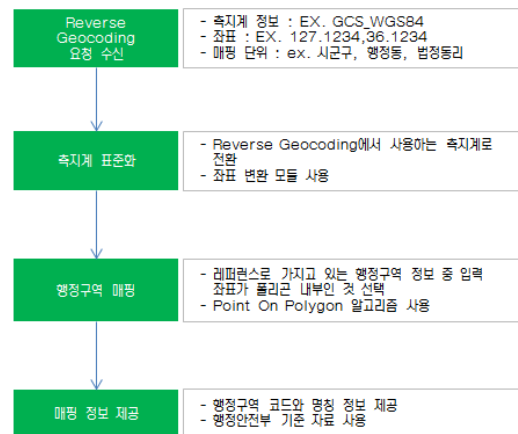 Reverse
Geocoding
요청 수신
- 측지계 정보 : EX. GCS_WGS84
- 좌표 : EX. 127.1234,36.1234
- 매핑 단위 : ex. 시군구, 행정동, 법정동리
측지계 표준화
- Reverse Geocoding에서 사용하는 측지계로
전환
- 좌표 변환 모듈 사용
행정구역 매핑
- 레퍼런스로 가지고 있는 행정구역 정보 중 입력
좌표가 폴리곤 내부인 것 선택
- Point On Polygon 알고리즘 사용
매핑 정보 제공
- 행정구역 코드와 명칭 정보 제공
- 행정안전부 기준 자료 사용